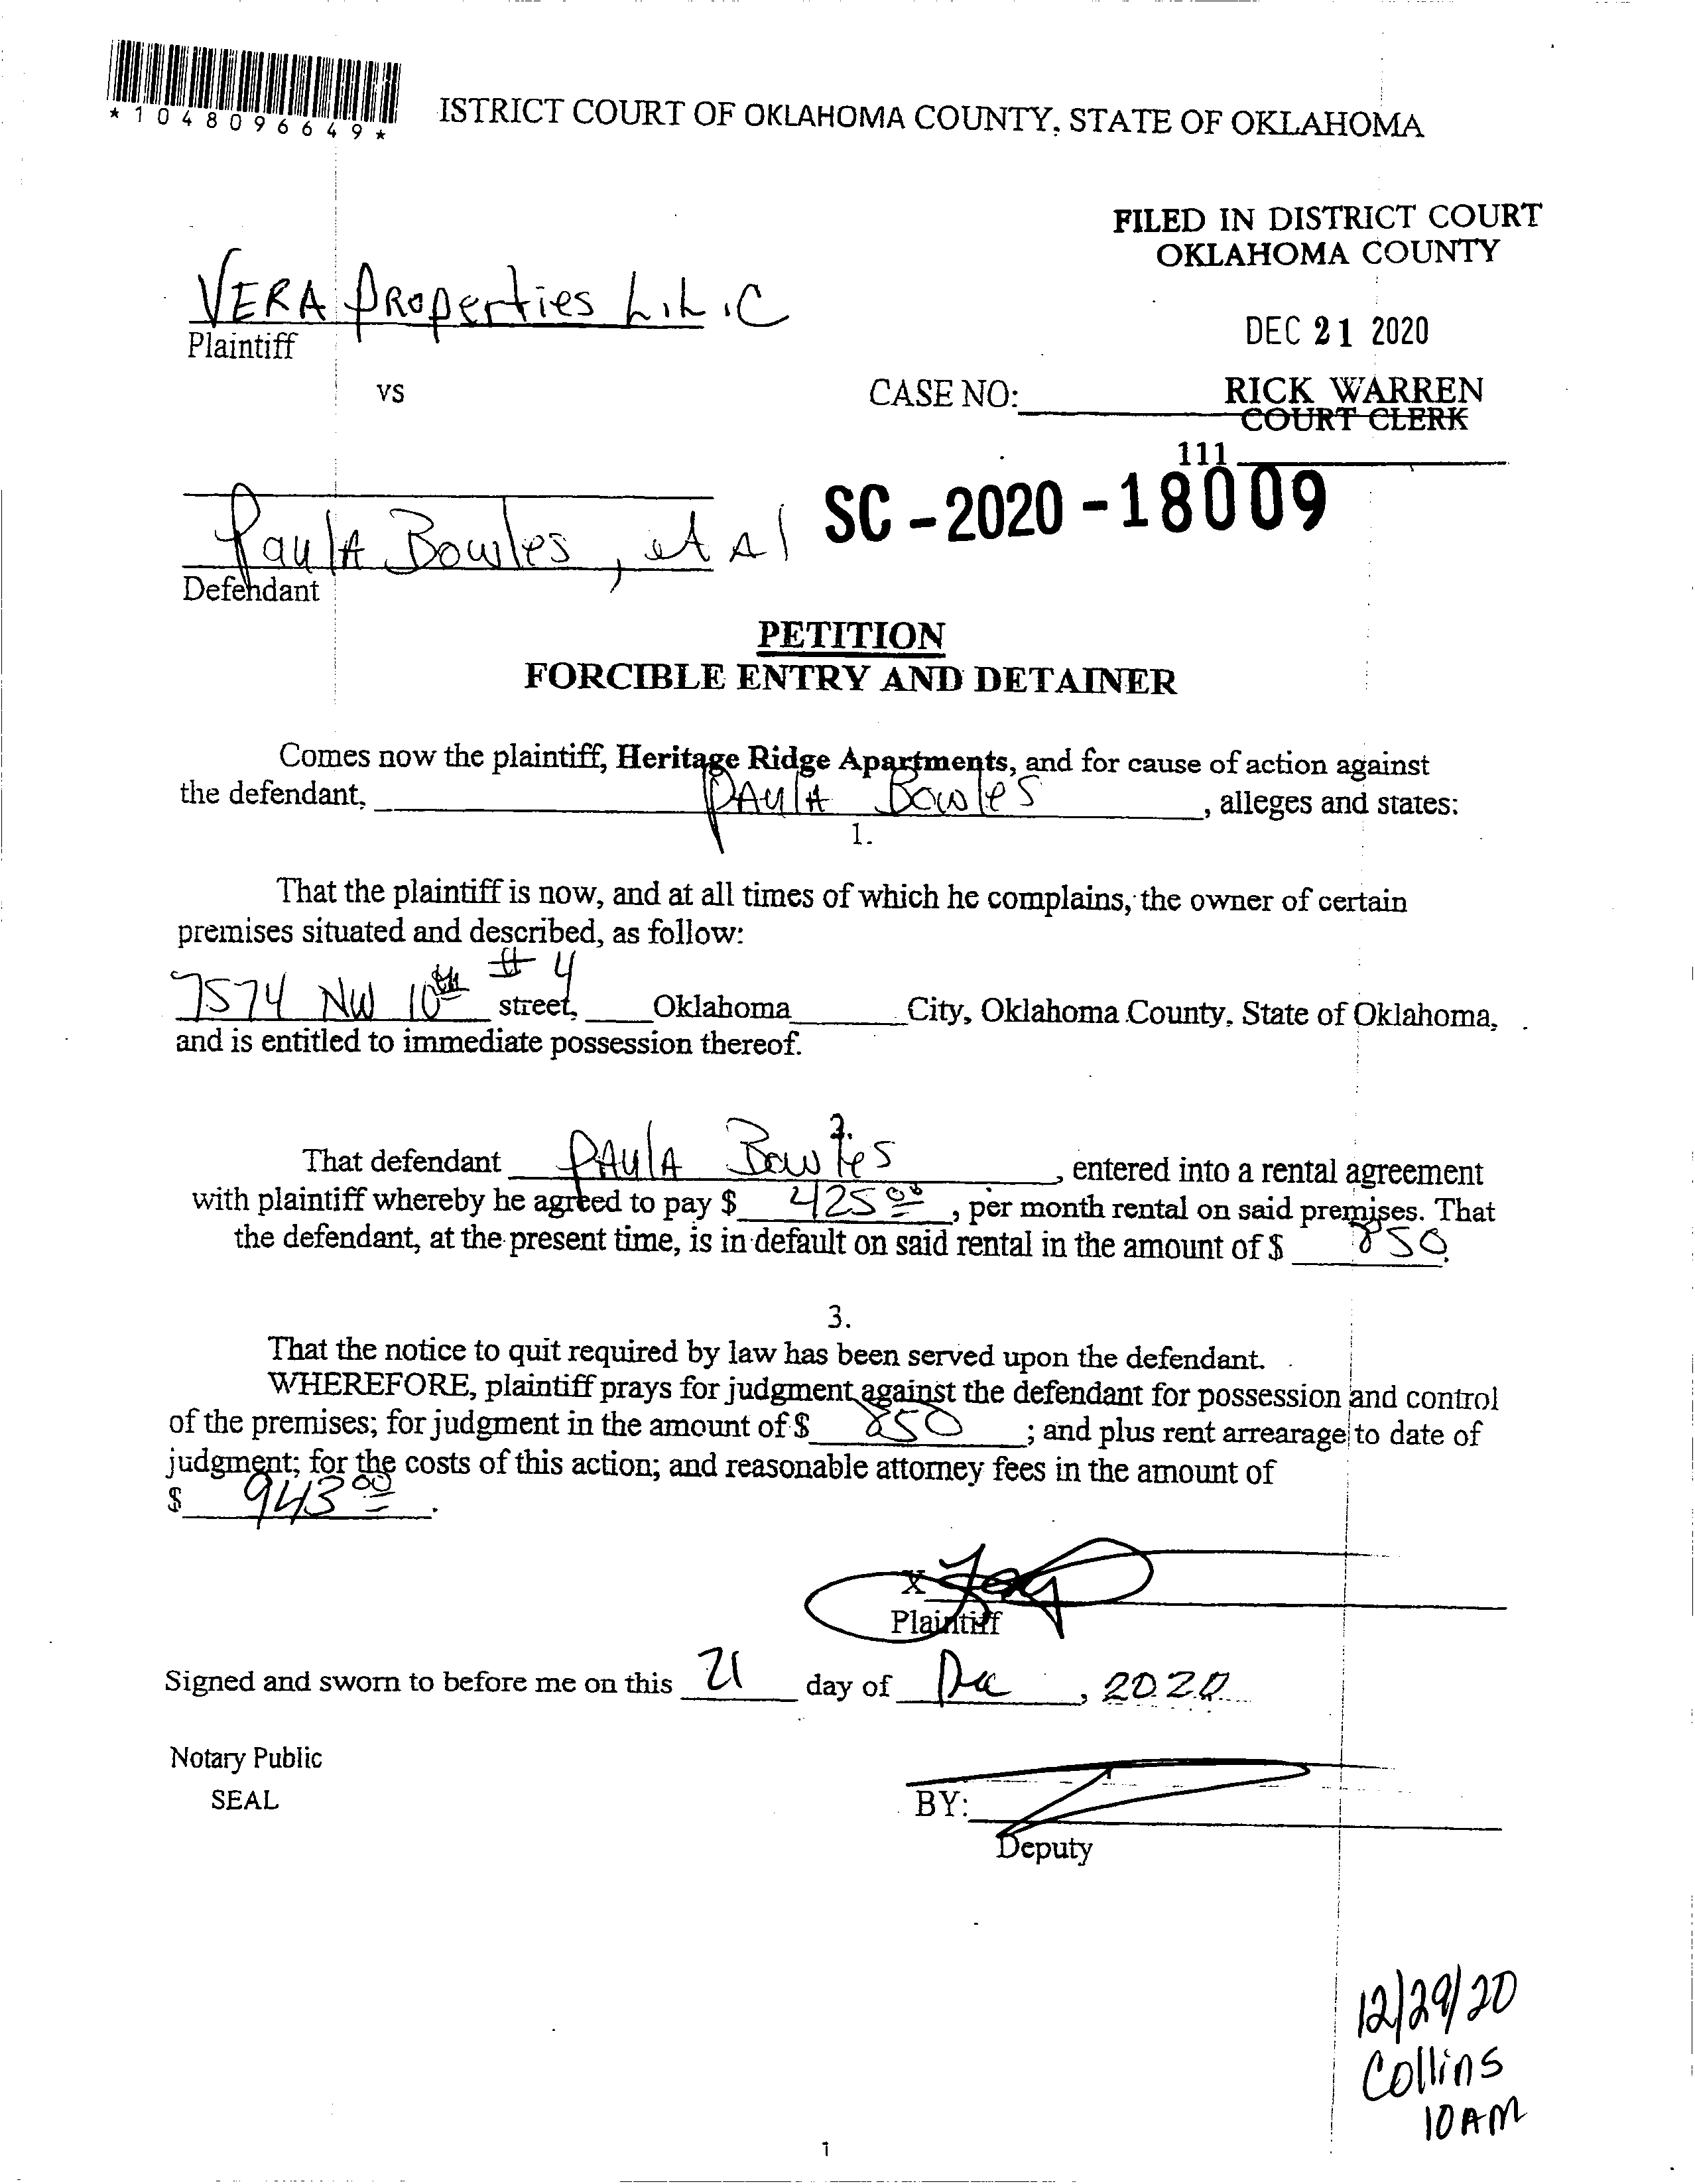 *1048096649*
ISTRICT COURT OF OKLAHOMA COUNTY, STATE OF OKLAHOMA
FILED IN DISTRICT COURT
OKLAHOMA COUNTY
VERA PROPerties L.L.C
Plaintiff
DEC 21 2020
vs
CASE NO:
RICK WARREN
COURT CLERK
111
SC-2020-18009
PaulA Bowles, et Al
Defendant
PETITION
FORCIBLE ENTRY AND DETAINER
Comes now the plaintiff, Heritage Ridge Apartments, and for cause of action against
the defendant, PAulA Bowles, alleges and states:
1.
That the plaintiff is now, and at all times of which he complains, the owner of certain
premises situated and described, as follow:
7574 NW 10th #4 street, Oklahoma City, Oklahoma County, State of Oklahoma,
and is entitled to immediate possession thereof.
2.
That defendant PAulA Bowles, entered into a rental agreement
with plaintiff whereby he agreed to pay $ 425 00, per month rental on said premises. That
the defendant, at the present time, is in default on said rental in the amount of $ 850.
3.
That the notice to quit required by law has been served upon the defendant.
WHEREFORE, plaintiff prays for judgment against the defendant for possession and control
of the premises; for judgment in the amount of $ 850; and plus rent arrearage to date of
judgment; for the costs of this action; and reasonable attorney fees in the amount of
$ 943 00.
X
Plaintiff
Signed and sworn to before me on this 21 day of Dec, 2020
Notary Public
SEAL
BY:
Deputy
12/29/20
Collins
10AM
1